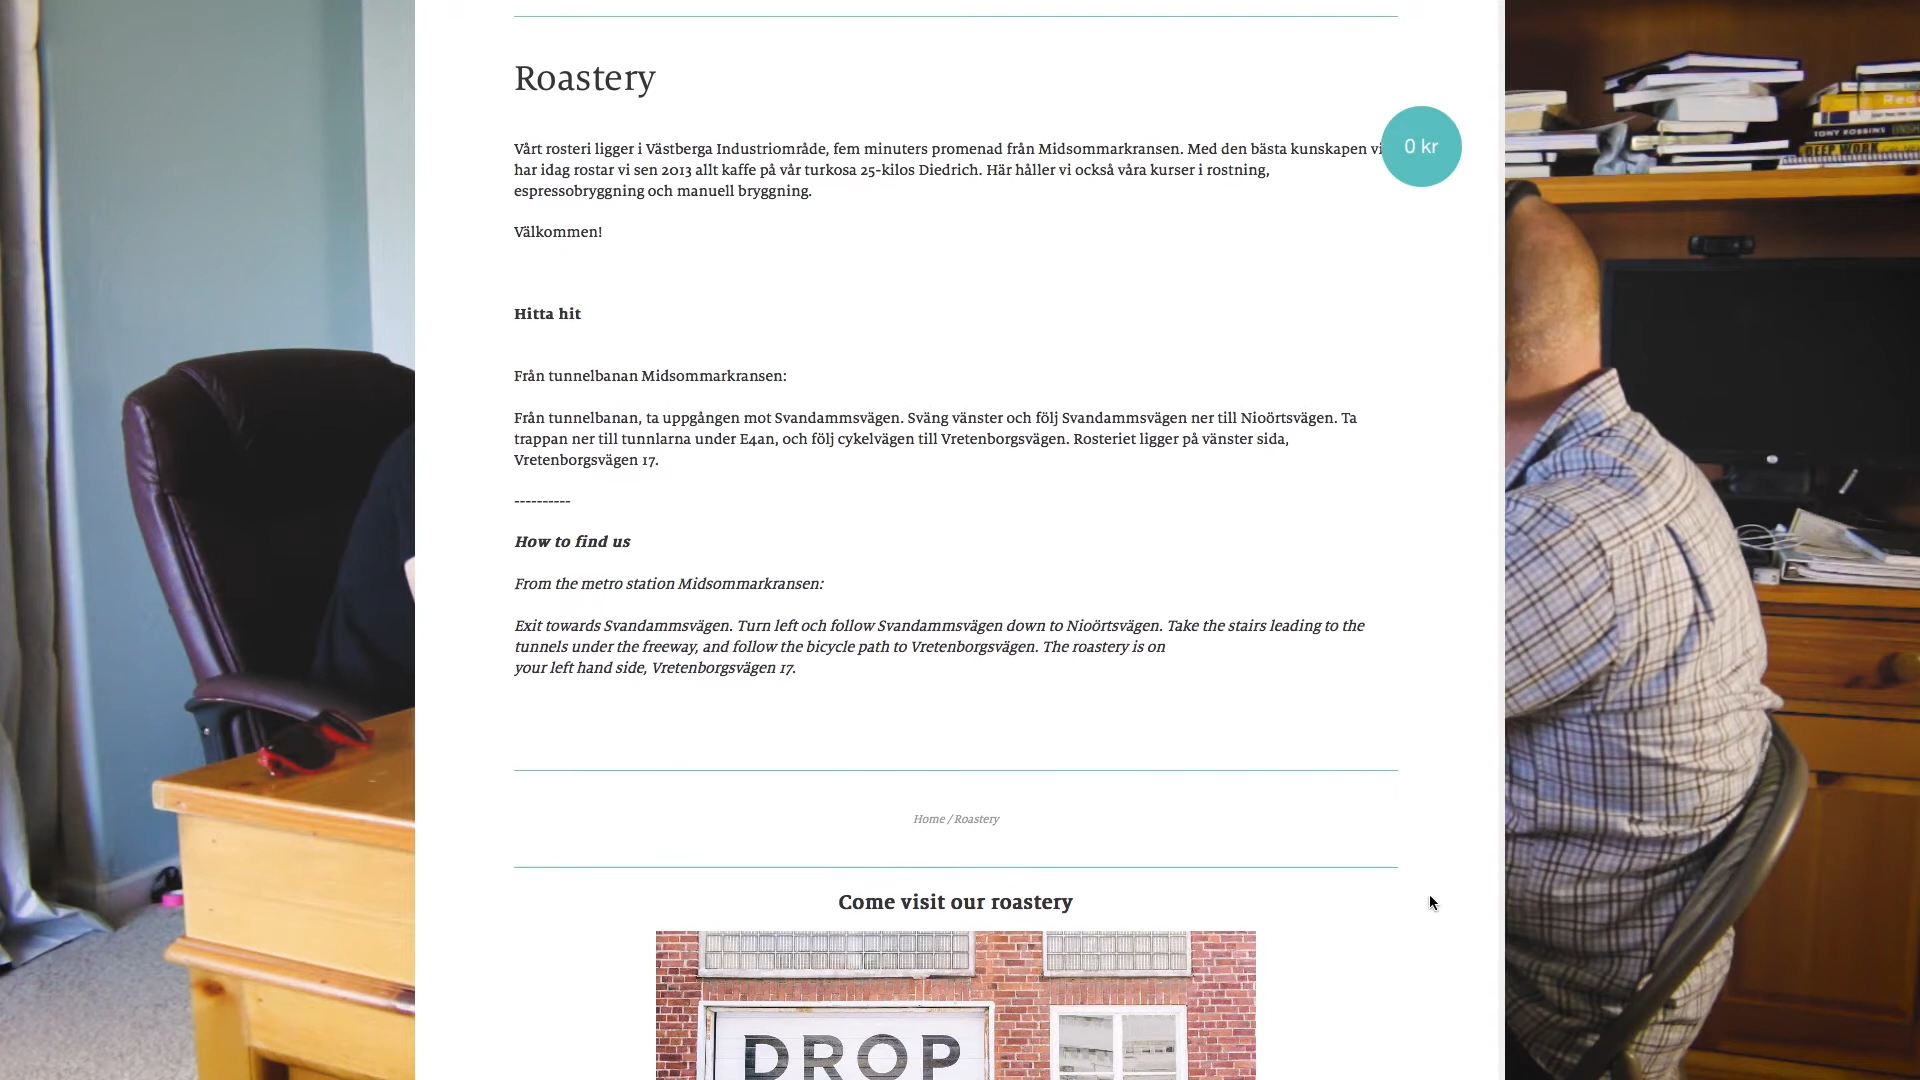 Roastery
Vårt rosteri ligger i Västberga Industriområde, fem minuters promenad från Midsommarkransen. Med den bästa kunskapen vi
har idag rostar vi sen 2013 allt kaffe på vår turkosa 25-kilos Diedrich. Här håller vi också våra kurser i rostning,
espressobryggning och manuell bryggning.
0 kr
Välkommen!
Hitta hit
Från tunnelbanan Midsommarkransen:
Från tunnelbanan, ta uppgången mot Svandammsvägen. Sväng vänster och följ Svandammsvägen ner till Nioörtsvägen. Ta
trappan ner till tunnlarna under E4an, och följ cykelvägen till Vretenborgsvägen. Rosteriet ligger på vänster sida,
Vretenborgsvägen 17.
----------
How to find us
From the metro station Midsommarkransen:
Exit towards Svandammsvägen. Turn left och follow Svandammsvägen down to Nioörtsvägen. Take the stairs leading to the
tunnels under the freeway, and follow the bicycle path to Vretenborgsvägen. The roastery is on
your left hand side, Vretenborgsvägen 17.
Home / Roastery
Come visit our roastery
DROP
TONY ROBBINS
DEEP WORK